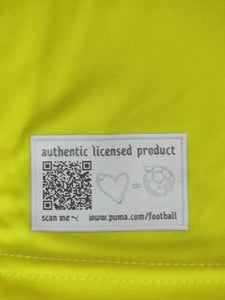 authentic licensed product
scan me
www.puma.com/football